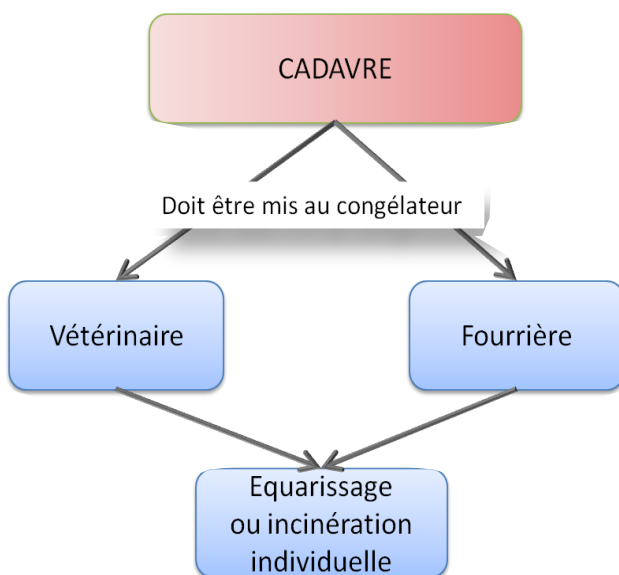 CADAVRE
Doit être mis au congélateur
Vétérinaire
Fourrière
Equarissage
ou incinération
individuelle